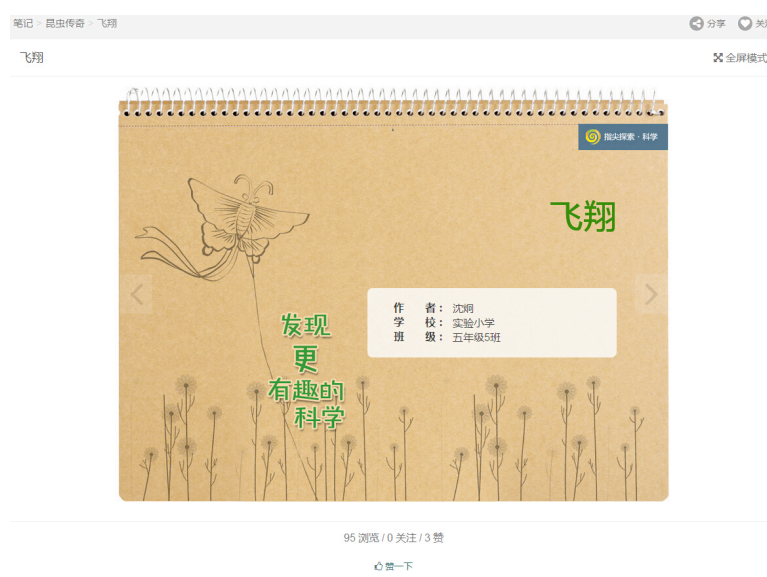 笔记 > 昆虫传奇 > 飞翔
分享
关
飞翔
全屏模式
指尖探索·科学
飞翔
作 者： 沈炯
学 校： 实验小学
班 级： 五年级5班
发现
更
有趣的
科学
95 浏览 / 0 关注 / 3 赞
赞一下